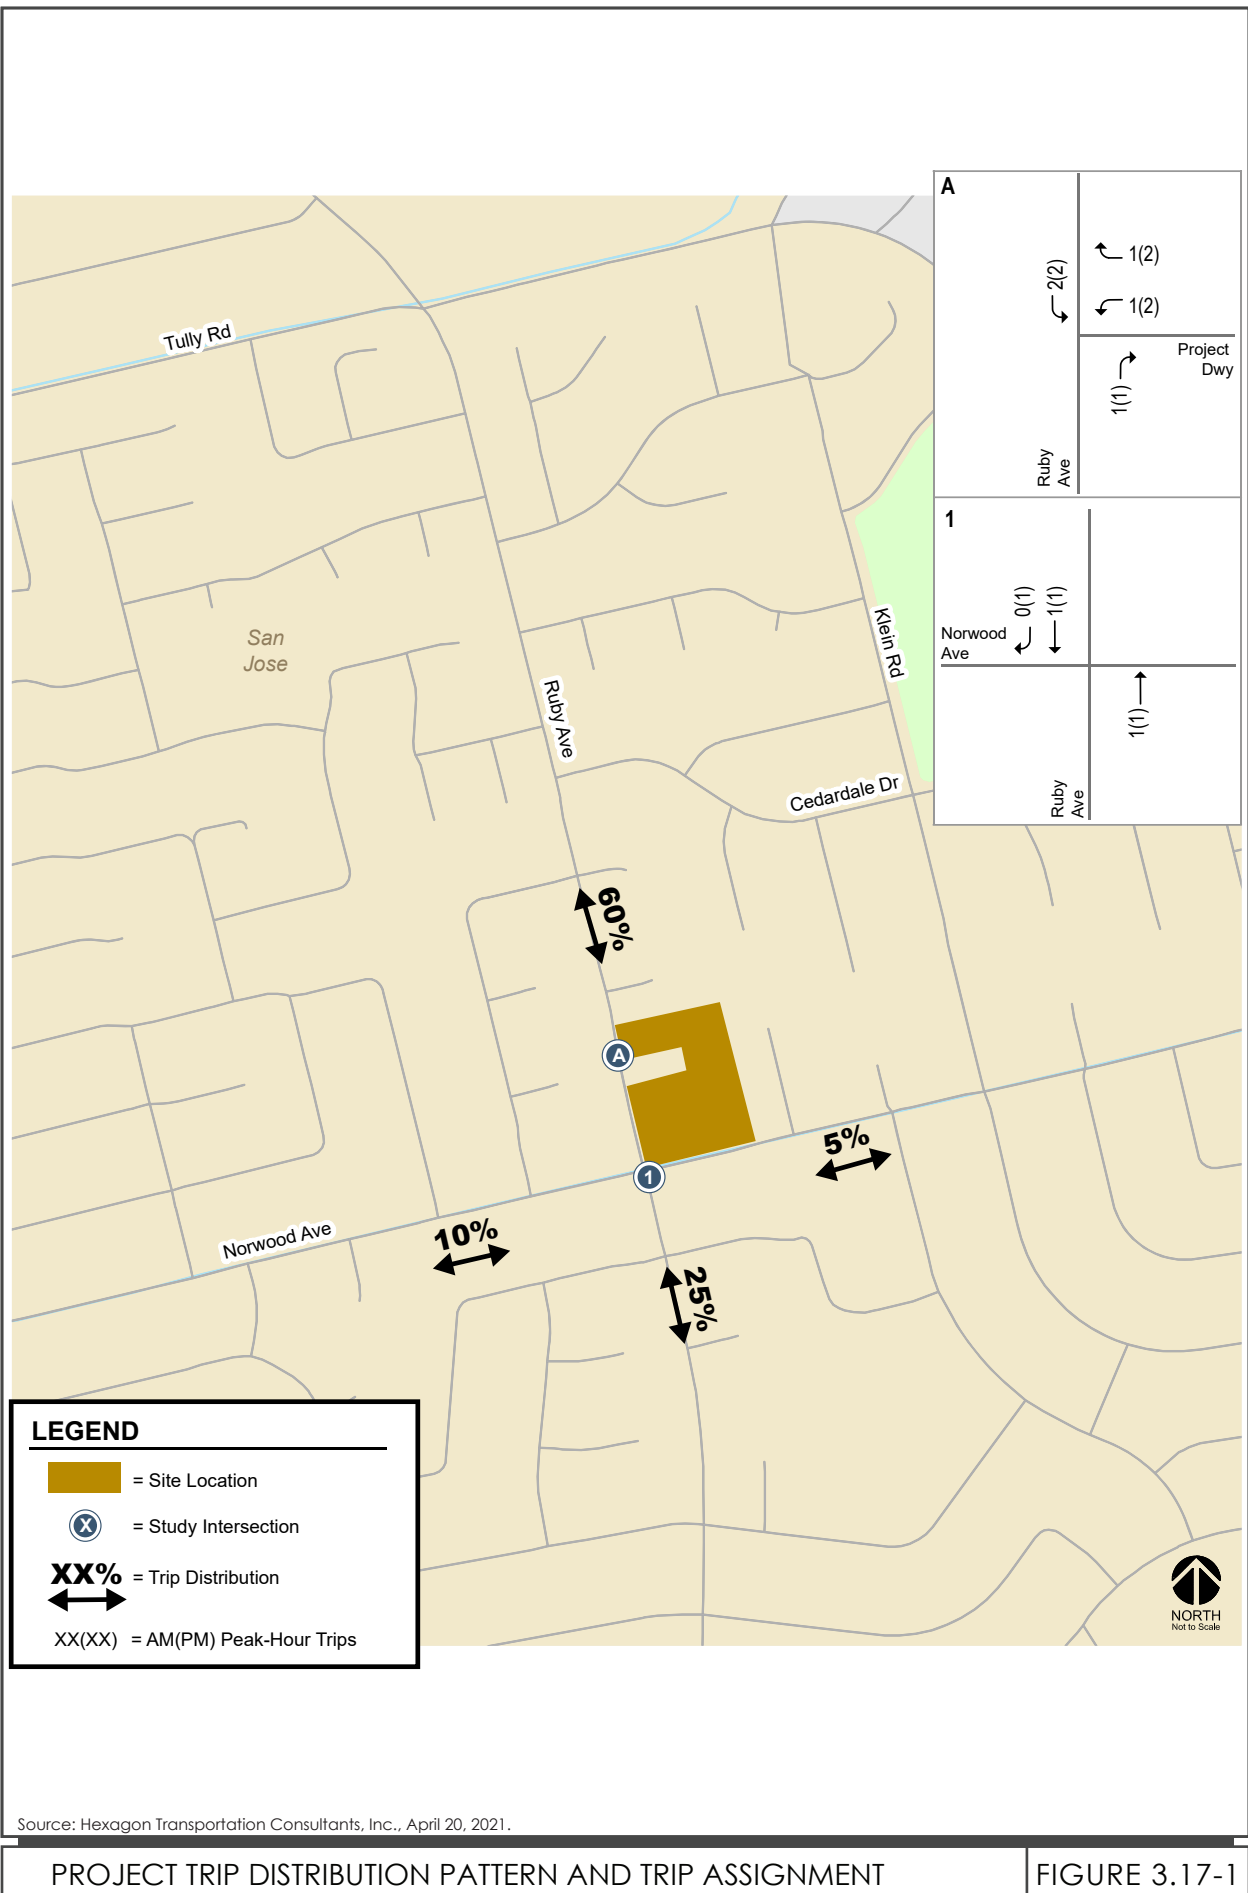 A
2(2)
1(2)
1(2)
Project
Dwy
1(1)
Ruby
Ave
1
0(1)
1(1)
Norwood
Ave
1(1)
Ruby
Ave
Tully Rd
San
Jose
Klein Rd
Ruby Ave
Cedardale Dr
60%
A
5%
1
Norwood Ave
10%
25%
LEGEND
= Site Location
X = Study Intersection
XX% = Trip Distribution
XX(XX) = AM(PM) Peak-Hour Trips
NORTH
Not to Scale
Source: Hexagon Transportation Consultants, Inc., April 20, 2021.
PROJECT TRIP DISTRIBUTION PATTERN AND TRIP ASSIGNMENT
FIGURE 3.17-1